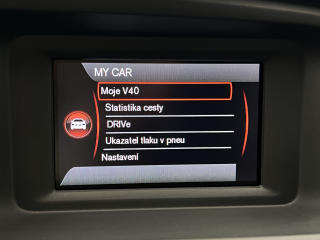 MY CAR
Moje V40
Statistika cesty
DRIVe
Ukazatel tlaku v pneu
Nastavení